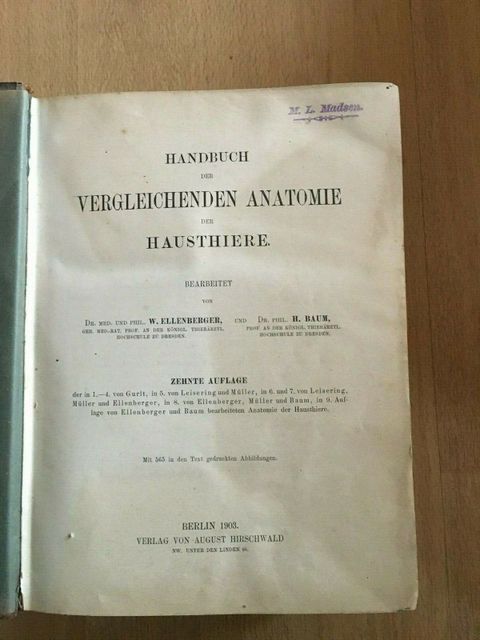 M. L. Madsen.
HANDBUCH
DER
VERGLEICHENDEN ANATOMIE
DER
HAUSTHIERE.
BEARBEITET
VON
DR. MED. UND PHIL. W. ELLENBERGER, UND DR. PHIL. H. BAUM,
GEH. MED.-RAT, PROF. AN DER KÖNIGL. THIERÄRZTL. PROF. AN DER KÖNIGL. THIERÄRZTL.
HOCHSCHULE ZU DRESDEN. HOCHSCHULE ZU DRESDEN.
ZEHNTE AUFLAGE
der in 1.—4. von Gurlt, in 5. von Leisering und Müller, in 6. und 7. von Leisering,
Müller und Ellenberger, in 8. von Ellenberger, Müller und Baum, in 9. Auf-
lage von Ellenberger und Baum bearbeiteten Anatomie der Hausthiere.
Mit 565 in den Text gedruckten Abbildungen.
BERLIN 1903.
VERLAG VON AUGUST HIRSCHWALD
NW. UNTER DEN LINDEN